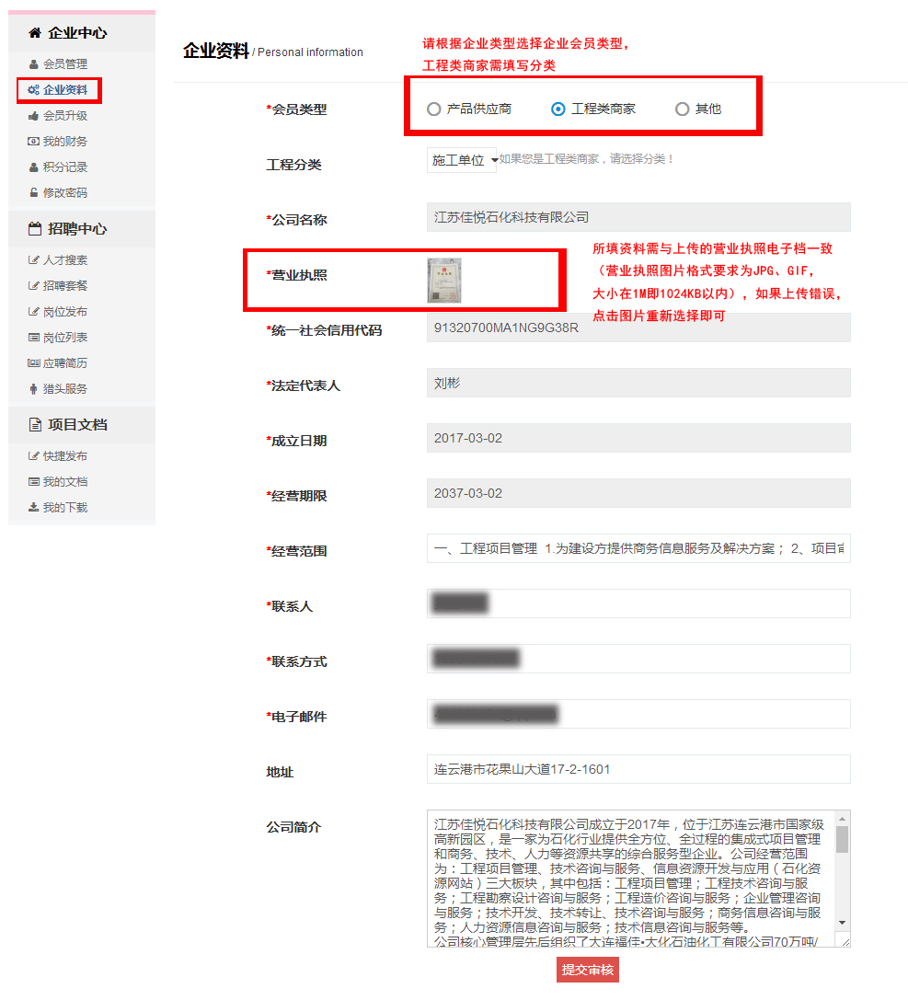 企业中心
会员管理
企业资料
会员升级
我的财务
积分记录
修改密码
招聘中心
人才搜索
招聘套餐
岗位发布
岗位列表
应聘简历
猎头服务
项目文档
快捷发布
我的文档
我的下载
企业资料 / Personal information
请根据企业类型选择企业会员类型，
工程类商家需填写分类
*会员类型
产品供应商 工程类商家 其他
工程分类
施工单位 如果您是工程类商家，请选择分类！
*公司名称
江苏佳悦石化科技有限公司
*营业执照
所填资料需与上传的营业执照电子档一致
（营业执照图片格式要求为JPG、GIF，
大小在1M即1024KB以内），如果上传错误，
点击图片重新选择即可
*统一社会信用代码
91320700MA1NG9G38R
*法定代表人
刘彬
*成立日期
2017-03-02
*经营期限
2037-03-02
*经营范围
一、工程项目管理 1.为建设方提供商务信息服务及解决方案； 2、项目审
*联系人
*联系方式
*电子邮件
地址
连云港市花果山大道17-2-1601
公司简介
江苏佳悦石化科技有限公司成立于2017年，位于江苏连云港市国家级
高新园区，是一家为石化行业提供全方位、全过程的集成式项目管理
和商务、技术、人力等资源共享的综合服务型企业。公司经营范围
为：工程项目管理、技术咨询与服务、信息资源开发与应用（石化资
源网站）三大板块，其中包括：工程项目管理；工程技术咨询与服
务；工程勘察设计咨询与服务；工程造价咨询与服务；企业管理咨询
与服务；技术开发、技术转让、技术咨询与服务；商务信息咨询与服
务；人力资源信息咨询与服务；技术信息咨询与服务等。
公司核心管理层先后组织了大连福佳•大化石油化工有限公司70万吨/
提交审核